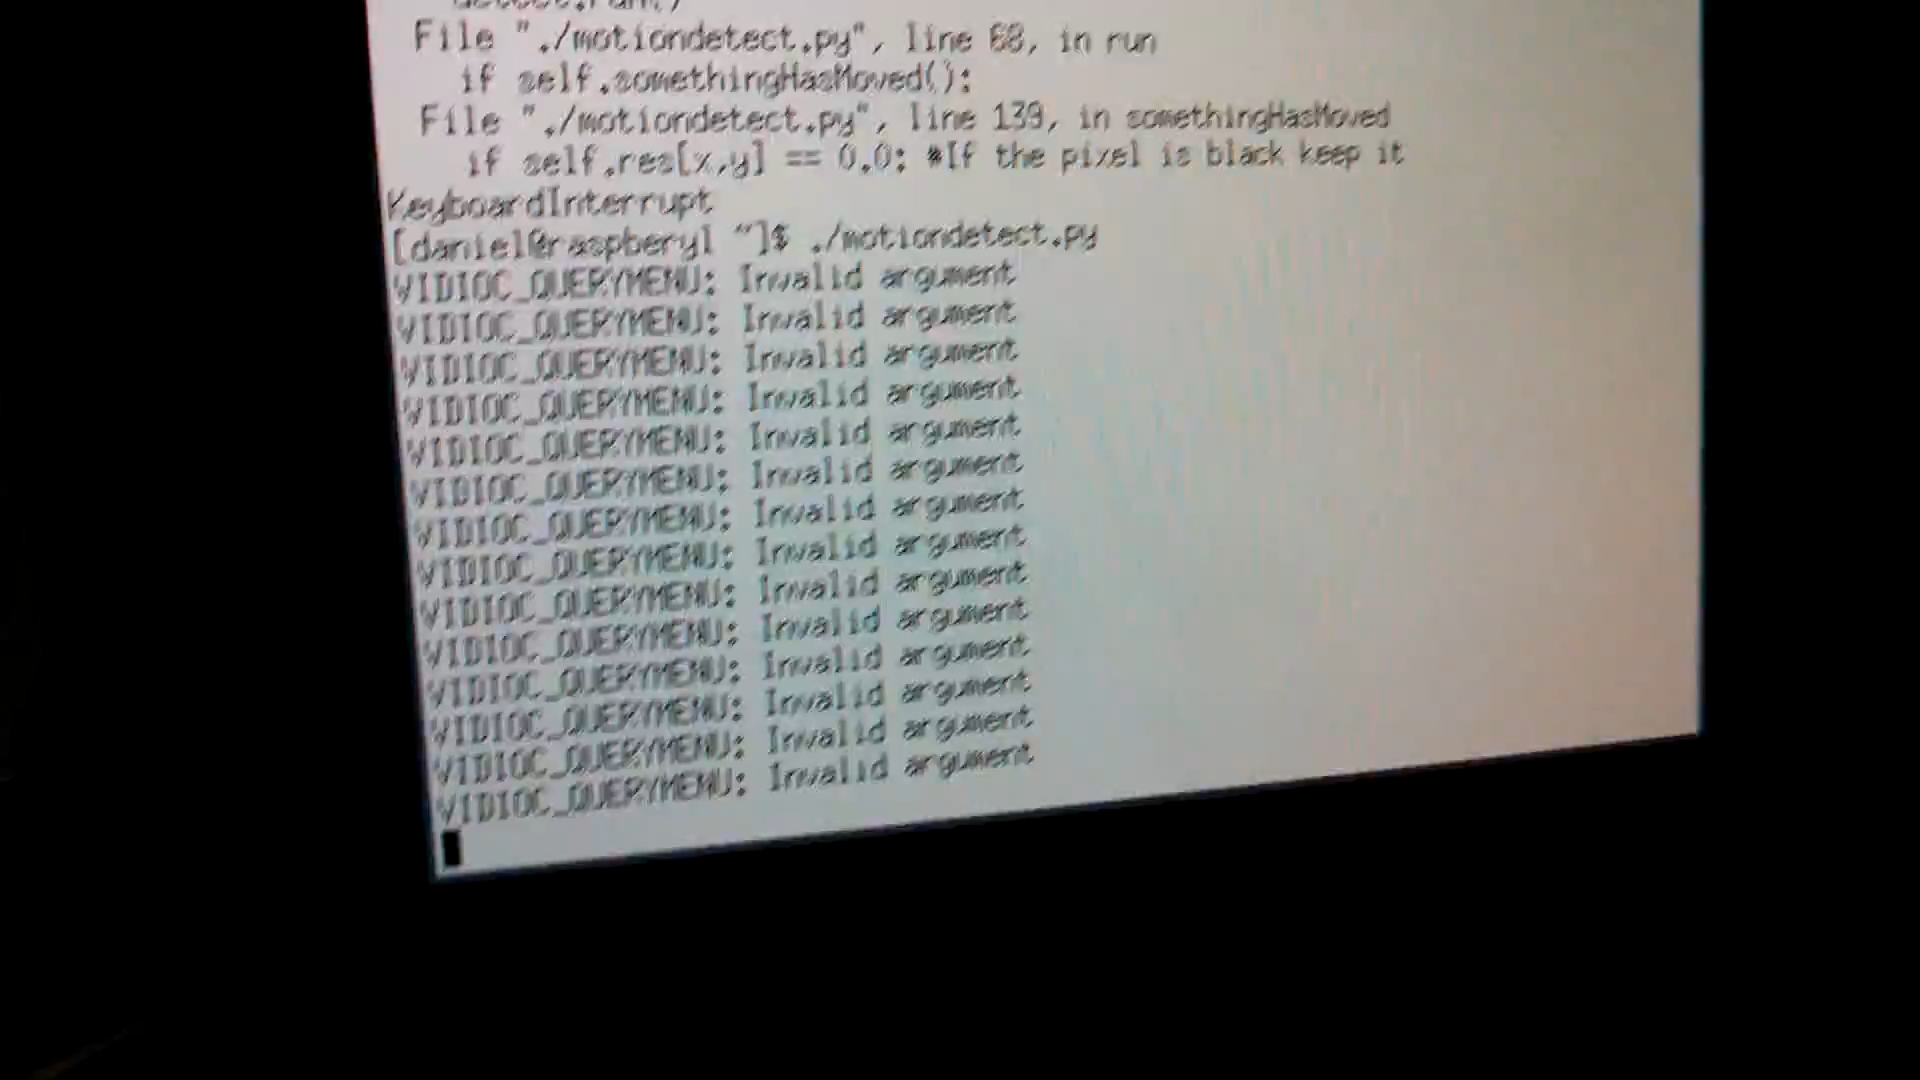 detect.run()
File "./motiondetect.py", line 68, in run
if self.somethingHasMoved():
File "./motiondetect.py", line 139, in somethingHasMoved
if self.res[x,y] == 0.0: #If the pixel is black keep it
KeyboardInterrupt
[daniel@raspberyl ~]$ ./motiondetect.py
VIDIOC_QUERYMENU: Invalid argument
VIDIOC_QUERYMENU: Invalid argument
VIDIOC_QUERYMENU: Invalid argument
VIDIOC_QUERYMENU: Invalid argument
VIDIOC_QUERYMENU: Invalid argument
VIDIOC_QUERYMENU: Invalid argument
VIDIOC_QUERYMENU: Invalid argument
VIDIOC_QUERYMENU: Invalid argument
VIDIOC_QUERYMENU: Invalid argument
VIDIOC_QUERYMENU: Invalid argument
VIDIOC_QUERYMENU: Invalid argument
VIDIOC_QUERYMENU: Invalid argument
VIDIOC_QUERYMENU: Invalid argument
VIDIOC_QUERYMENU: Invalid argument